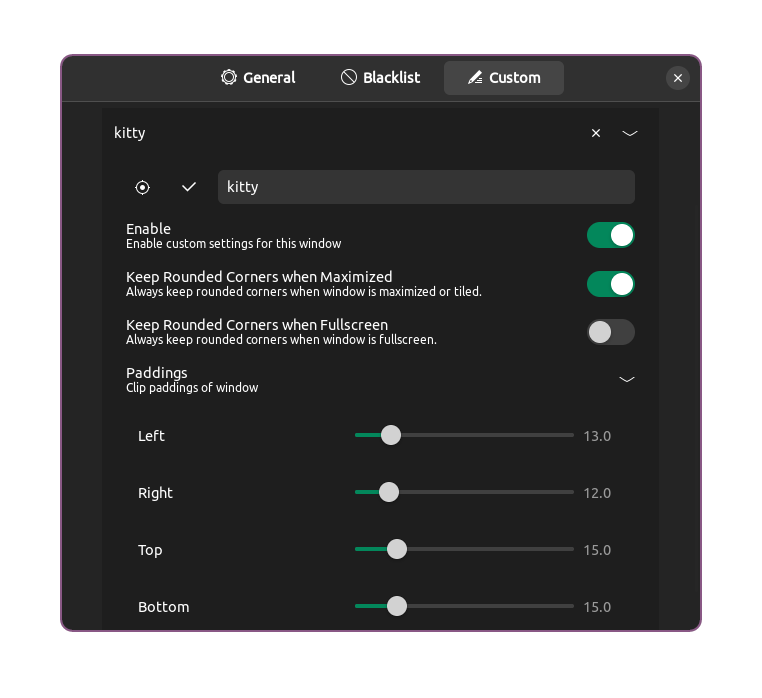 General Blacklist Custom
kitty
kitty
Enable
Enable custom settings for this window
Keep Rounded Corners when Maximized
Always keep rounded corners when window is maximized or tiled.
Keep Rounded Corners when Fullscreen
Always keep rounded corners when window is fullscreen.
Paddings
Clip paddings of window
Left 13.0
Right 12.0
Top 15.0
Bottom 15.0